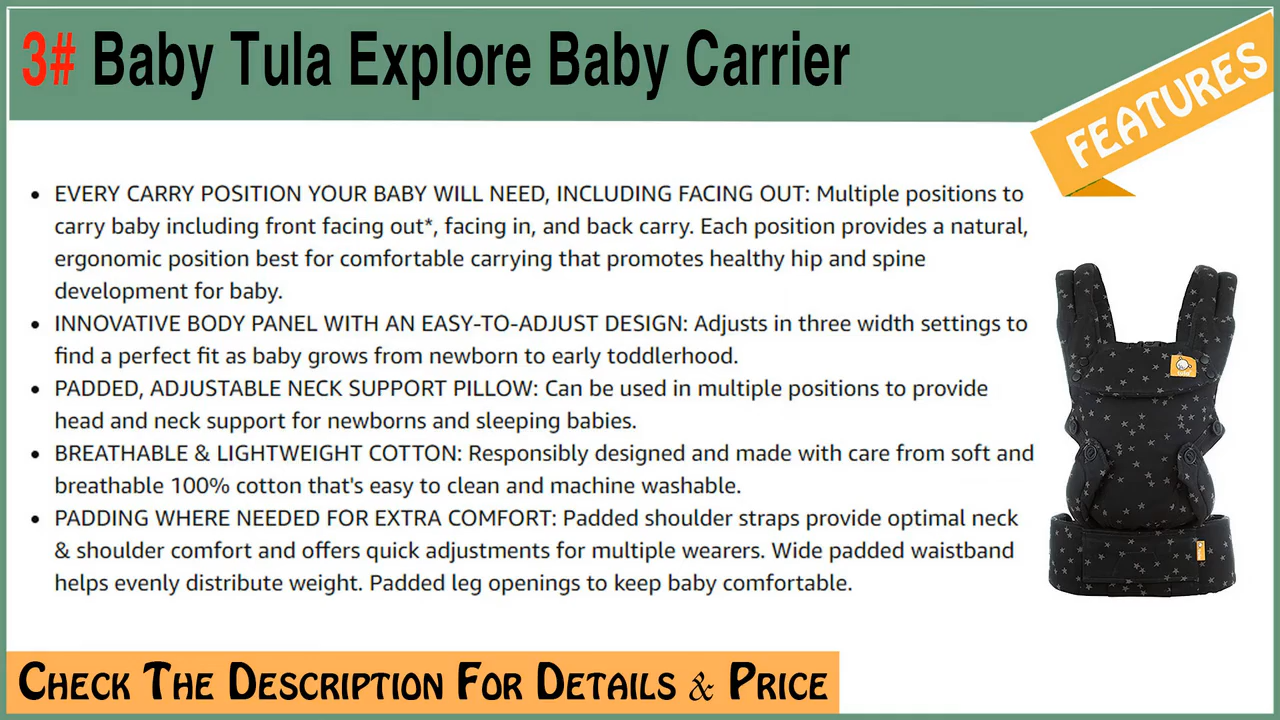 3# Baby Tula Explore Baby Carrier
FEATURES
• EVERY CARRY POSITION YOUR BABY WILL NEED, INCLUDING FACING OUT: Multiple positions to
carry baby including front facing out*, facing in, and back carry. Each position provides a natural,
ergonomic position best for comfortable carrying that promotes healthy hip and spine
development for baby.
• INNOVATIVE BODY PANEL WITH AN EASY-TO-ADJUST DESIGN: Adjusts in three width settings to
find a perfect fit as baby grows from newborn to early toddlerhood.
• PADDED, ADJUSTABLE NECK SUPPORT PILLOW: Can be used in multiple positions to provide
head and neck support for newborns and sleeping babies.
• BREATHABLE & LIGHTWEIGHT COTTON: Responsibly designed and made with care from soft and
breathable 100% cotton that's easy to clean and machine washable.
• PADDING WHERE NEEDED FOR EXTRA COMFORT: Padded shoulder straps provide optimal neck
& shoulder comfort and offers quick adjustments for multiple wearers. Wide padded waistband
helps evenly distribute weight. Padded leg openings to keep baby comfortable.
CHECK THE DESCRIPTION FOR DETAILS & PRICE